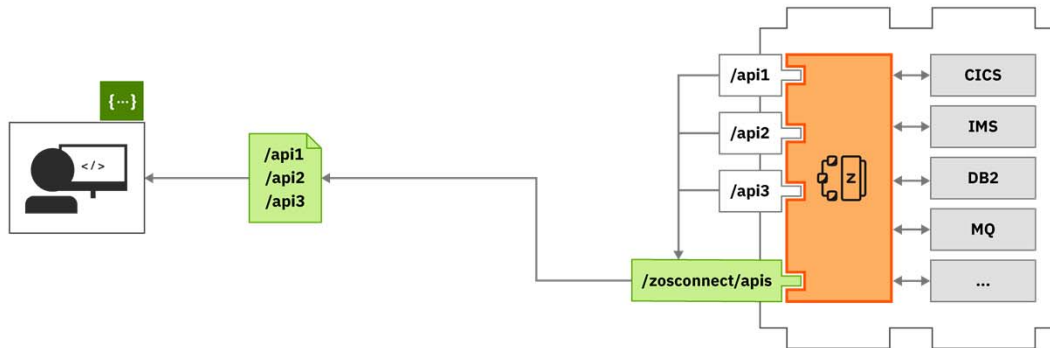 {...}
</>
/api1
/api2
/api3
/api1
/api2
/api3
/zosconnect/apis
Z
CICS
IMS
DB2
MQ
...